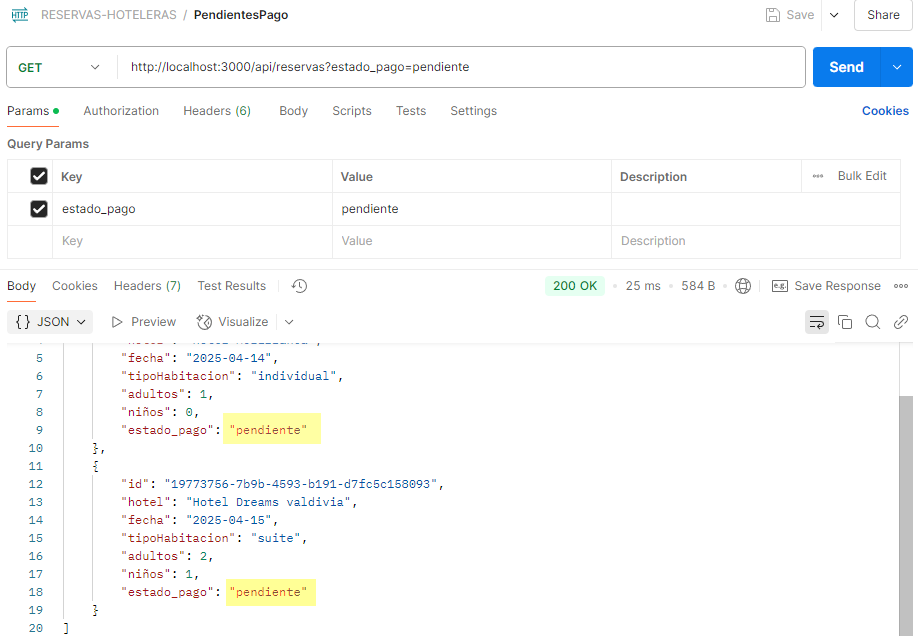 HTTP RESERVAS-HOTELERAS / PendientesPago Save Share
GET http://localhost:3000/api/reservas?estado_pago=pendiente Send
Params Authorization Headers (6) Body Scripts Tests Settings Cookies
Query Params
Key Value Description ••• Bulk Edit
estado_pago pendiente
Key Value Description
Body Cookies Headers (7) Test Results 200 OK • 25 ms • 584 B e.g. Save Response •••
{} JSON Preview Visualize
5 "fecha": "2025-04-14",
6 "tipoHabitacion": "individual",
7 "adultos": 1,
8 "niños": 0,
9 "estado_pago": "pendiente"
10 },
11 {
12 "id": "19773756-7b9b-4593-b191-d7fc5c158093",
13 "hotel": "Hotel Dreams valdivia",
14 "fecha": "2025-04-15",
15 "tipoHabitacion": "suite",
16 "adultos": 2,
17 "niños": 1,
18 "estado_pago": "pendiente"
19 }
20 ]